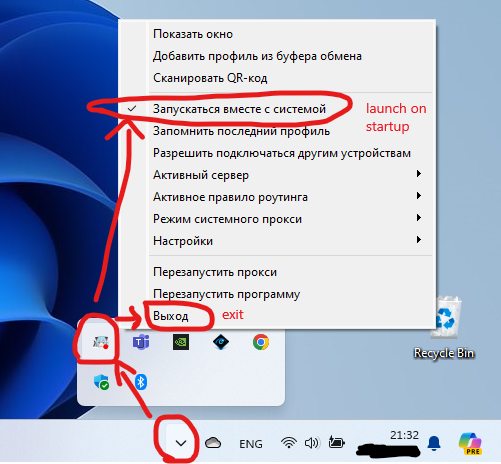 Показать окно
Добавить профиль из буфера обмена
Сканировать QR-код
Запускаться вместе с системой
launch on
startup
Запомнить последний профиль
Разрешить подключаться другим устройствам
Активный сервер
Активное правило роутинга
Режим системного прокси
Настройки
Перезапустить прокси
Перезапустить программу
Выход
exit
Recycle Bin
ENG
21:32
PRE